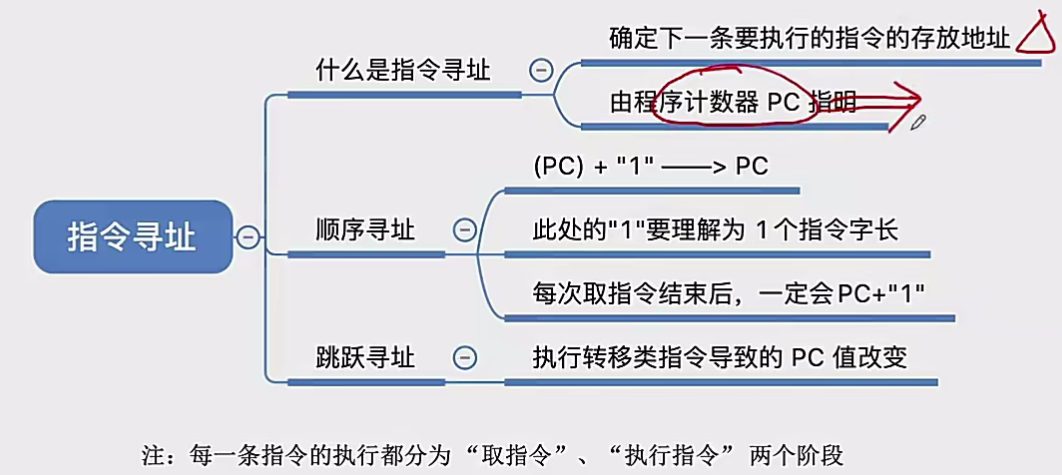 什么是指令寻址
确定下一条要执行的指令的存放地址
由程序计数器 PC 指明
指令寻址
顺序寻址
(PC) + "1" ——> PC
此处的"1"要理解为 1个指令字长
每次取指令结束后，一定会PC+"1"
跳跃寻址
执行转移类指令导致的 PC 值改变
注：每一条指令的执行都分为 “取指令”、“执行指令” 两个阶段